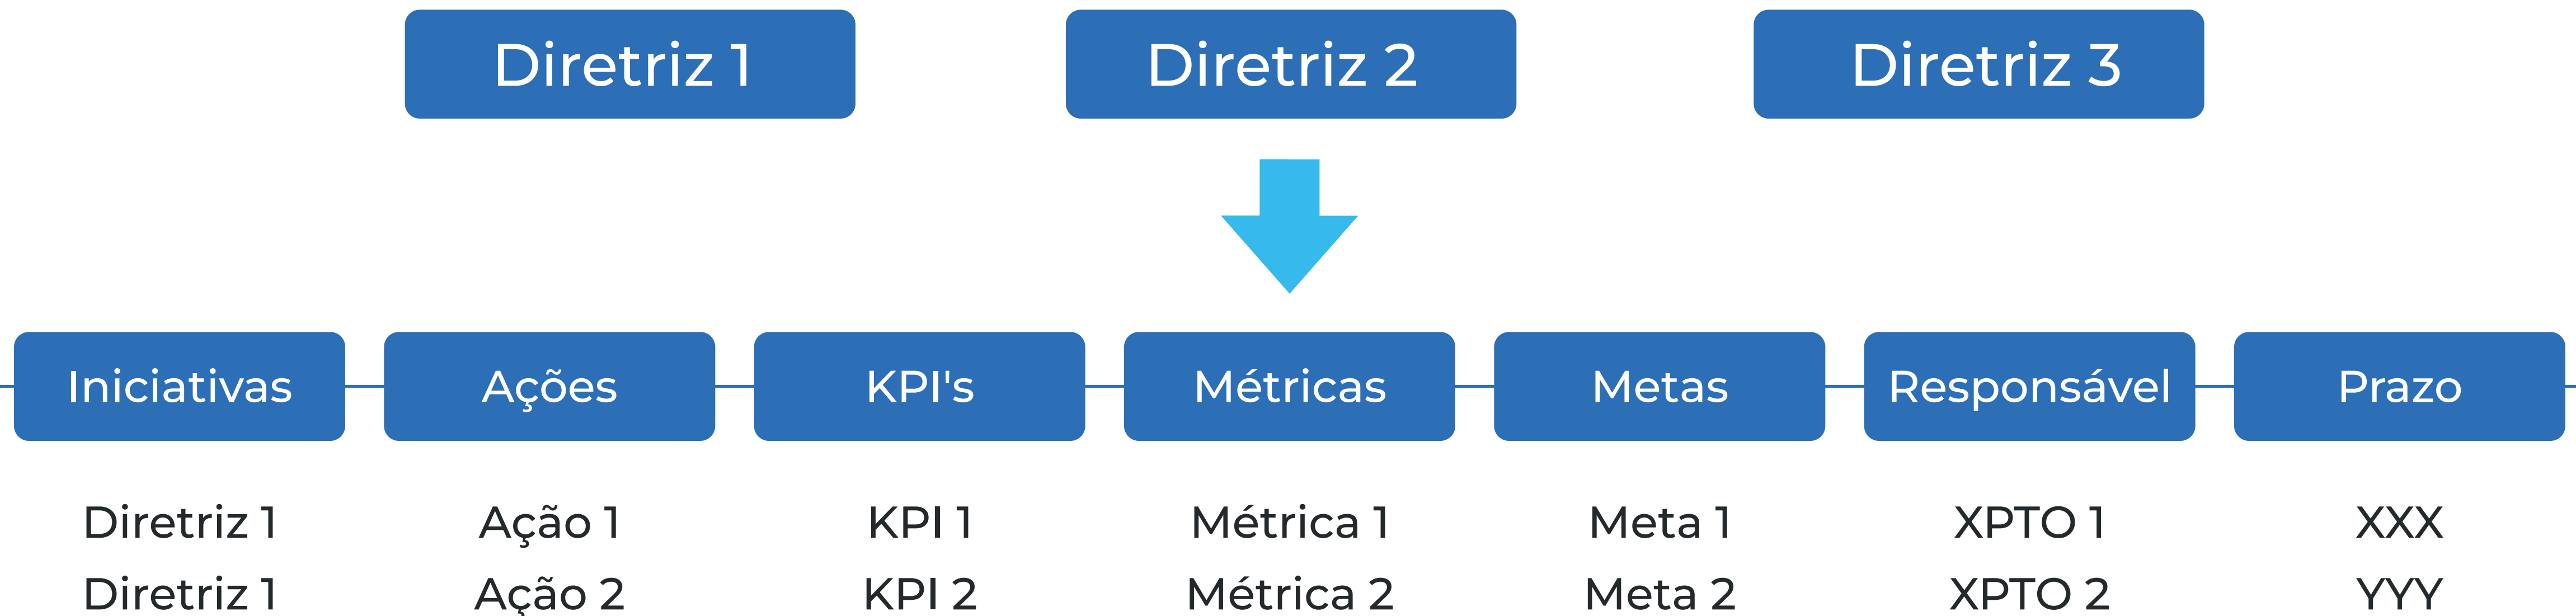 Diretriz 1 Diretriz 2 Diretriz 3
Iniciativas Ações KPI's Métricas Metas Responsável Prazo
Diretriz 1 Ação 1 KPI 1 Métrica 1 Meta 1 XPTO 1 XXX
Diretriz 1 Ação 2 KPI 2 Métrica 2 Meta 2 XPTO 2 YYY